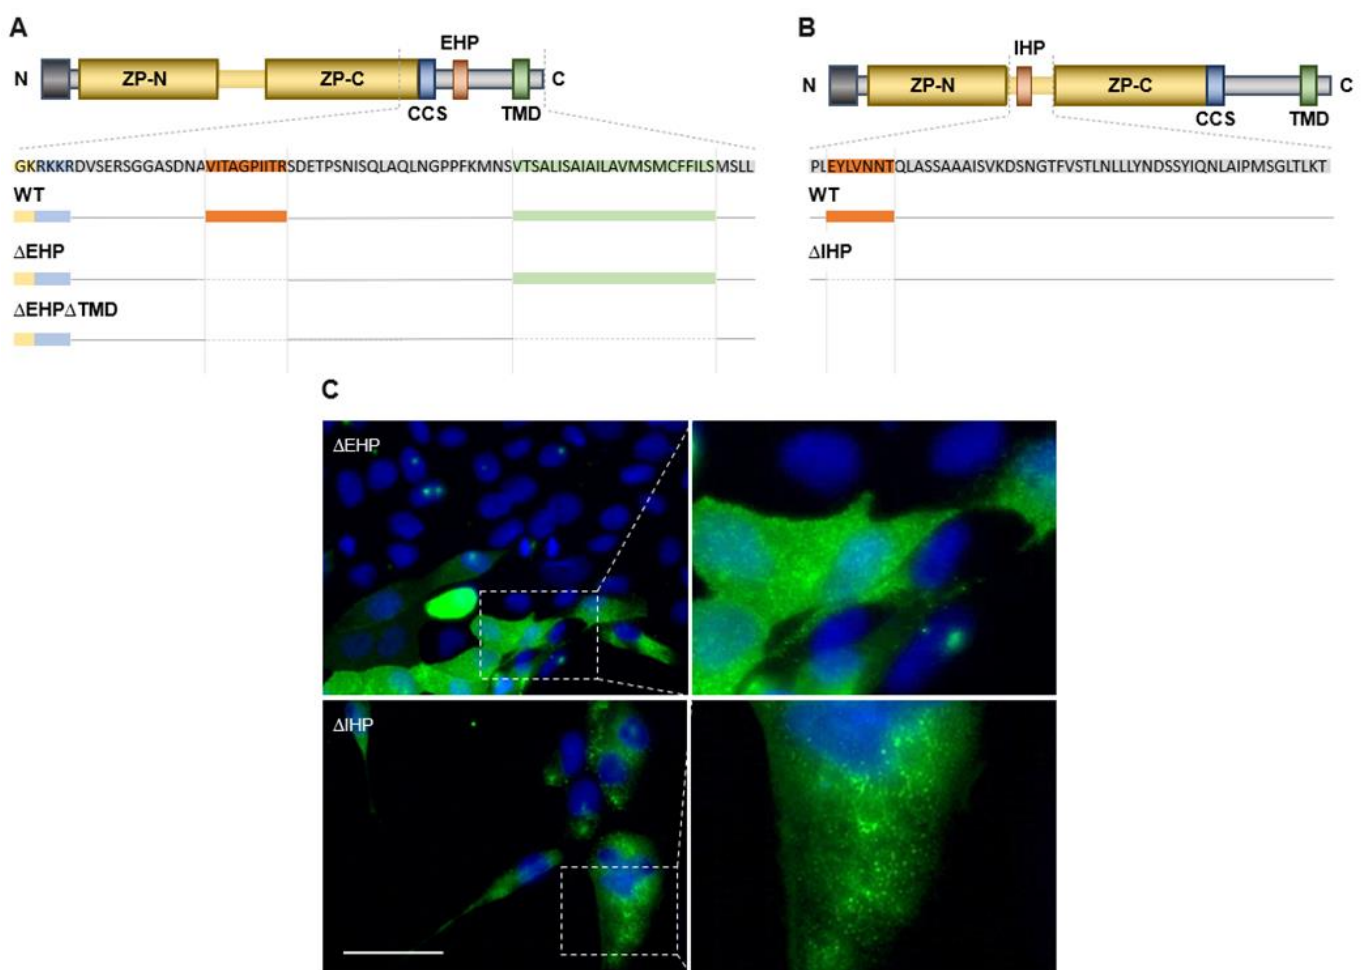 A
B
EHP
IHP
N ZP-N ZP-C C
N ZP-N ZP-C C
CCS TMD
CCS TMD
GKRKKRDVSERSGGASDNAVITAGPIITRSDETPSNISQLAQLNGPPFKMNSVTSALISAIAILAVMSMCFFILSMSLL
PLEYLVNNTQLASSAAAISVKDSNGTFVSTLNLLLYNDSSYIQNLAIPMSGLTLKT
WT
WT
ΔEHP
ΔIHP
ΔEHPΔTMD
C
ΔEHP
ΔIHP